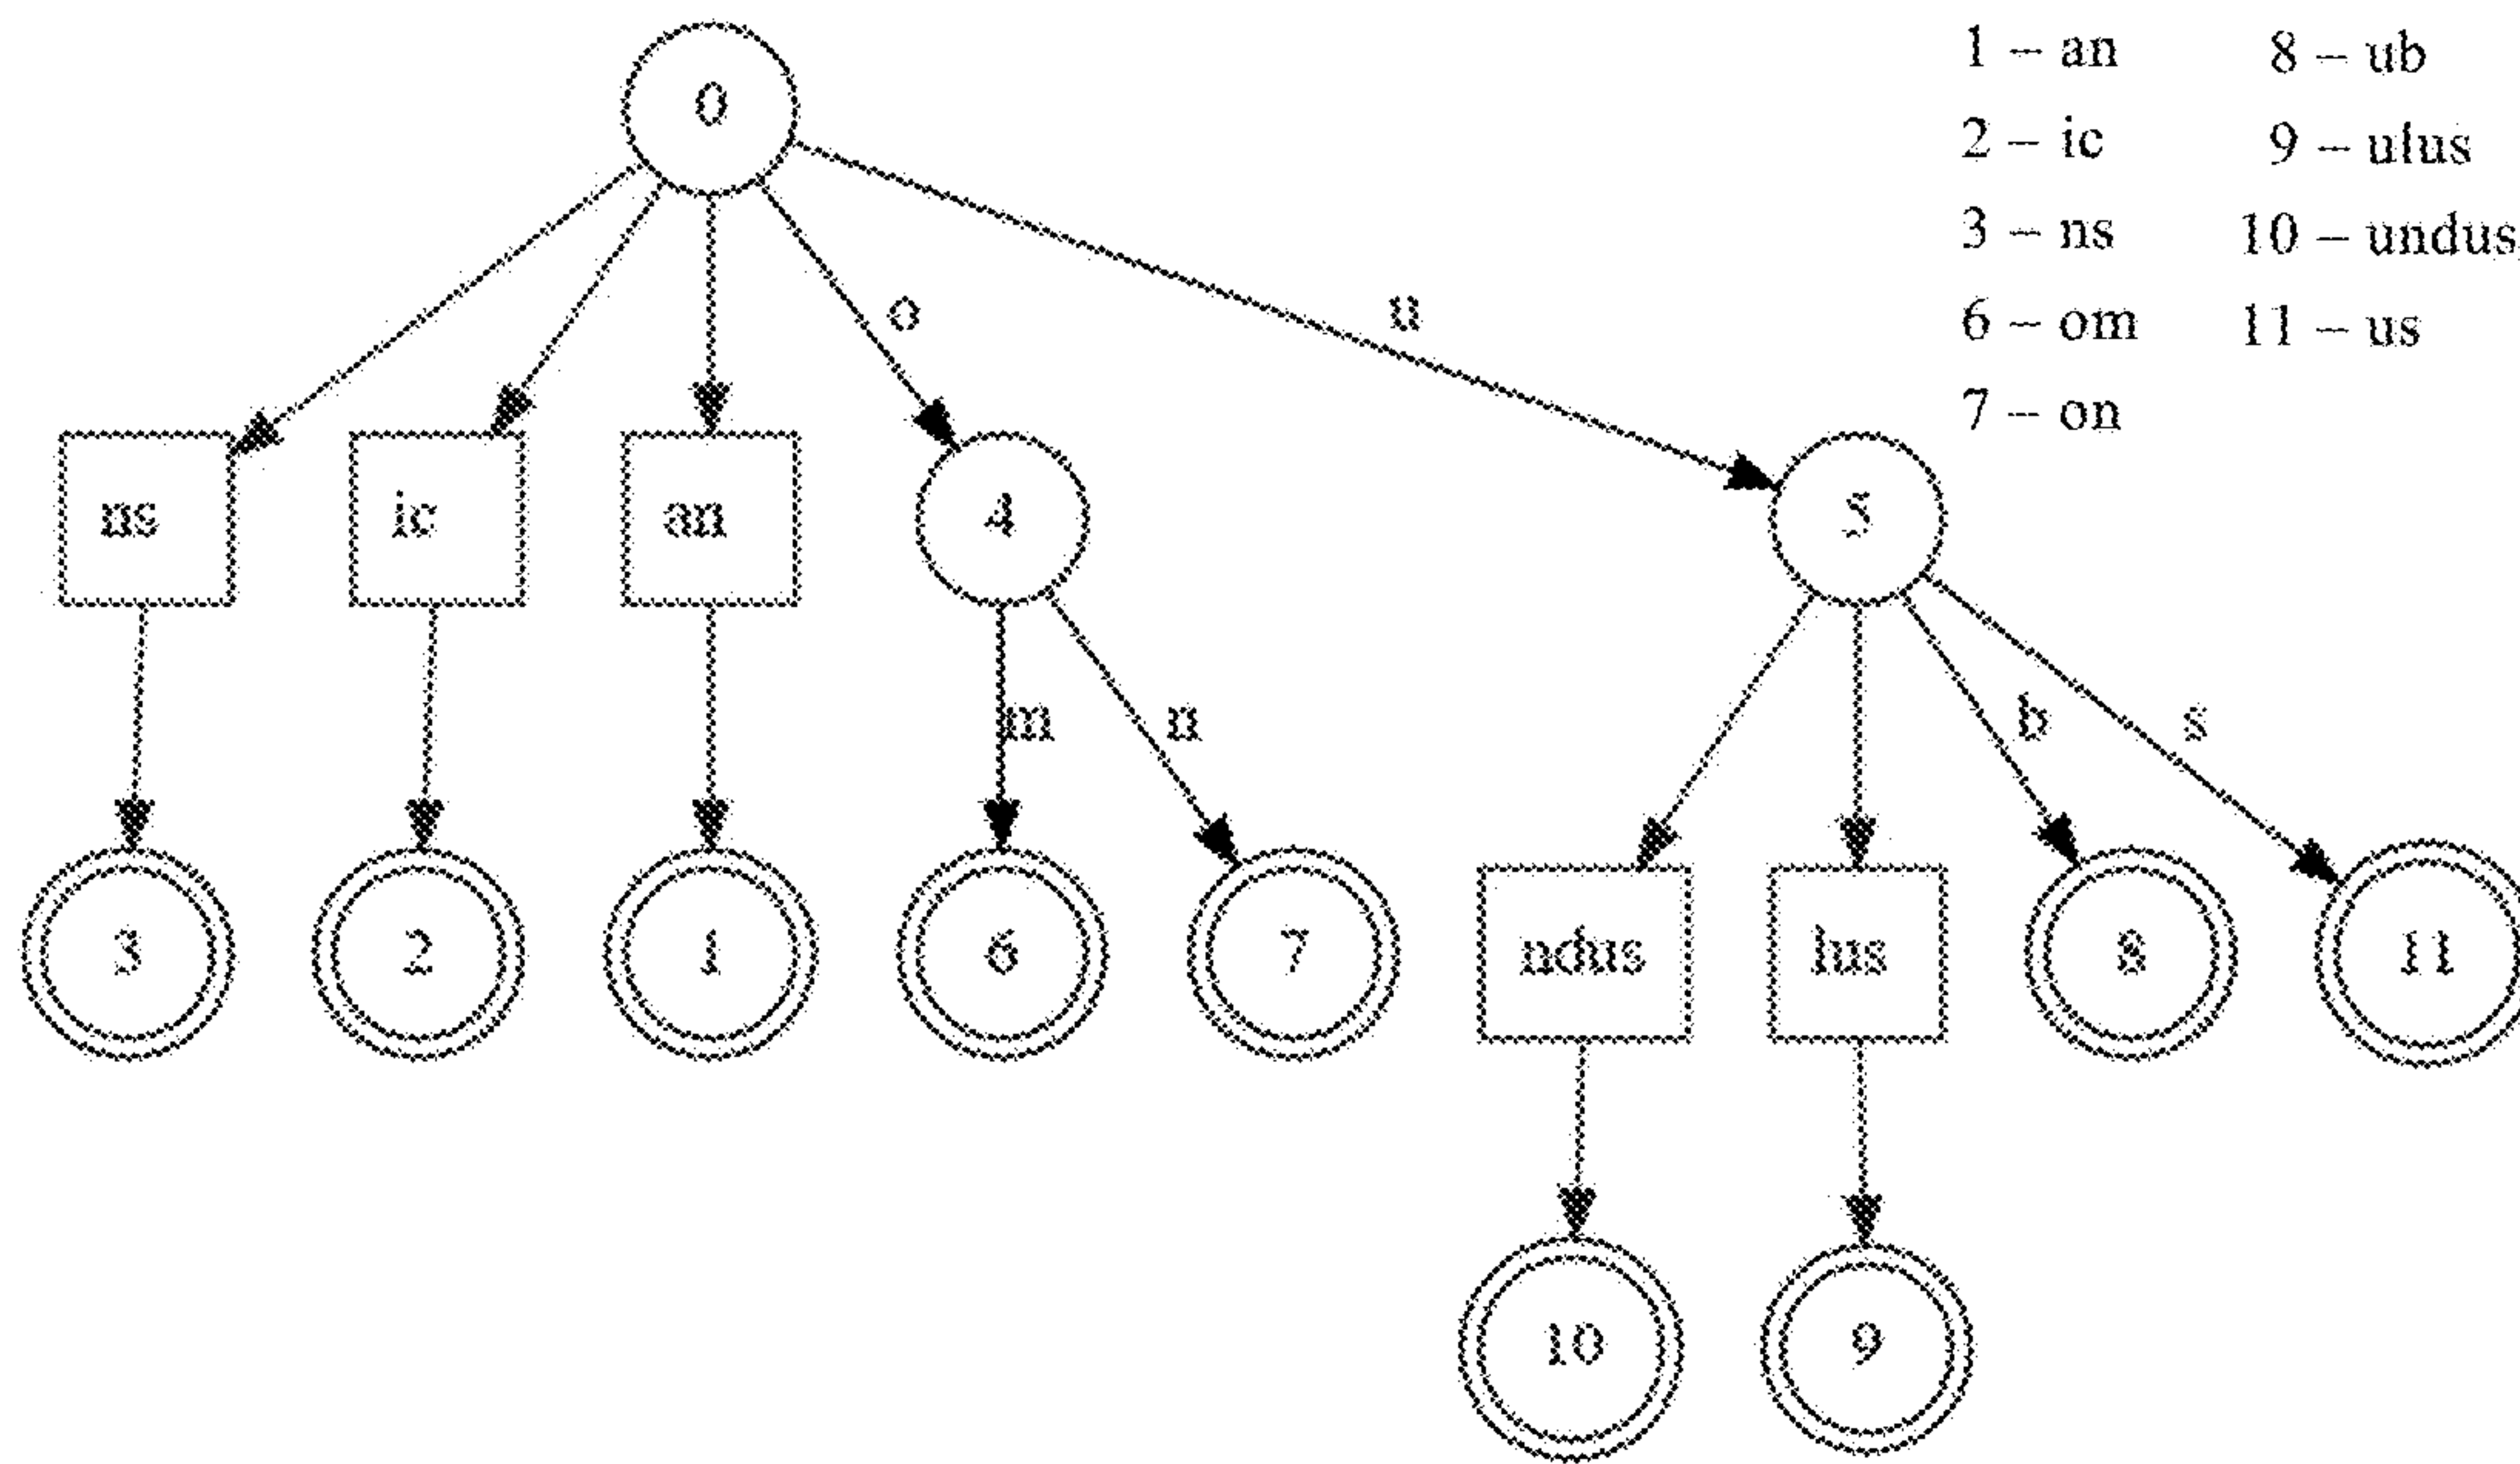 0
1 – an
2 – ic
3 – ns
6 – om
7 – on
8 – ub
9 – ulus
10 – undus
11 – us
o
u
ns
ic
an
4
5
m
n
b
s
3
2
1
6
7
ndus
lus
8
11
10
9